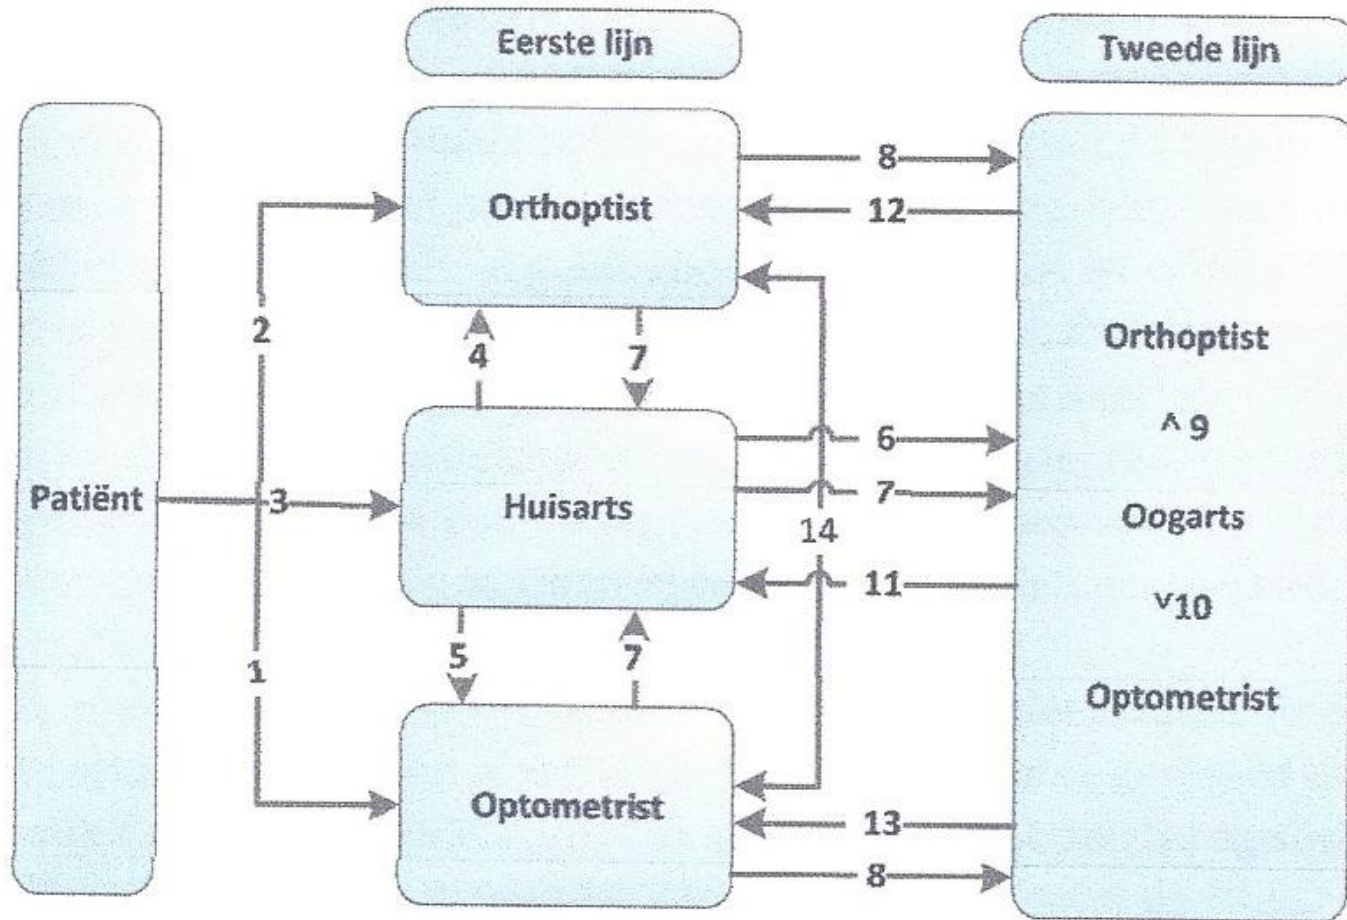 Eerste lijn
Tweede lijn
Orthoptist
8
12
2
4
7
Orthoptist
^ 9
6
Patiënt
3
Huisarts
7
14
Oogarts
11
˅10
1
5
7
Optometrist
Optometrist
13
8